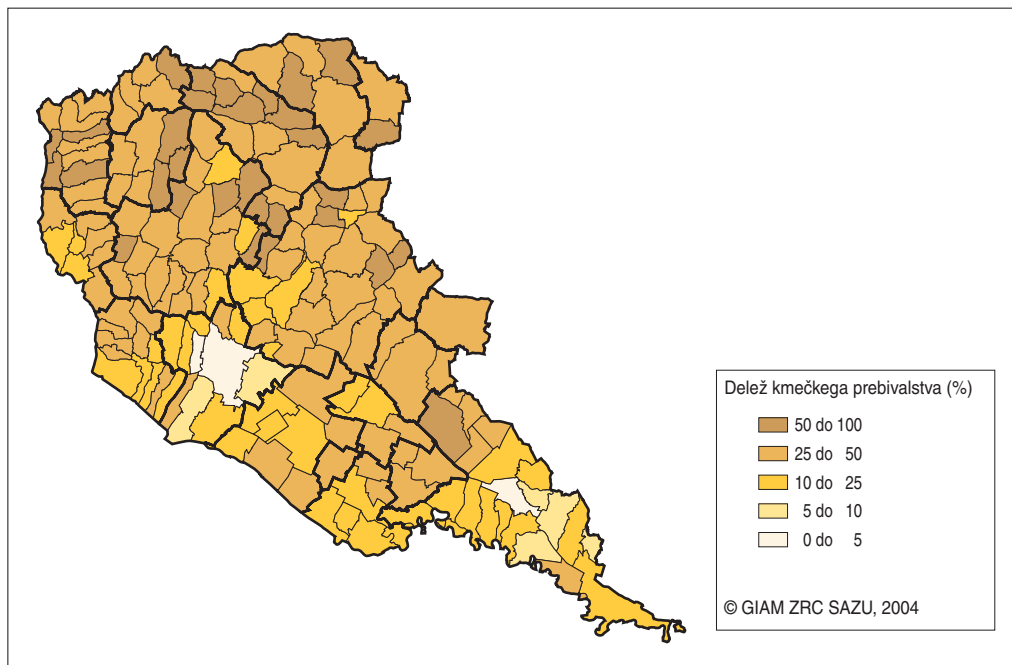 Delež kmečkega prebivalstva (%)
50 do 100
25 do 50
10 do 25
5 do 10
0 do 5
© GIAM ZRC SAZU, 2004